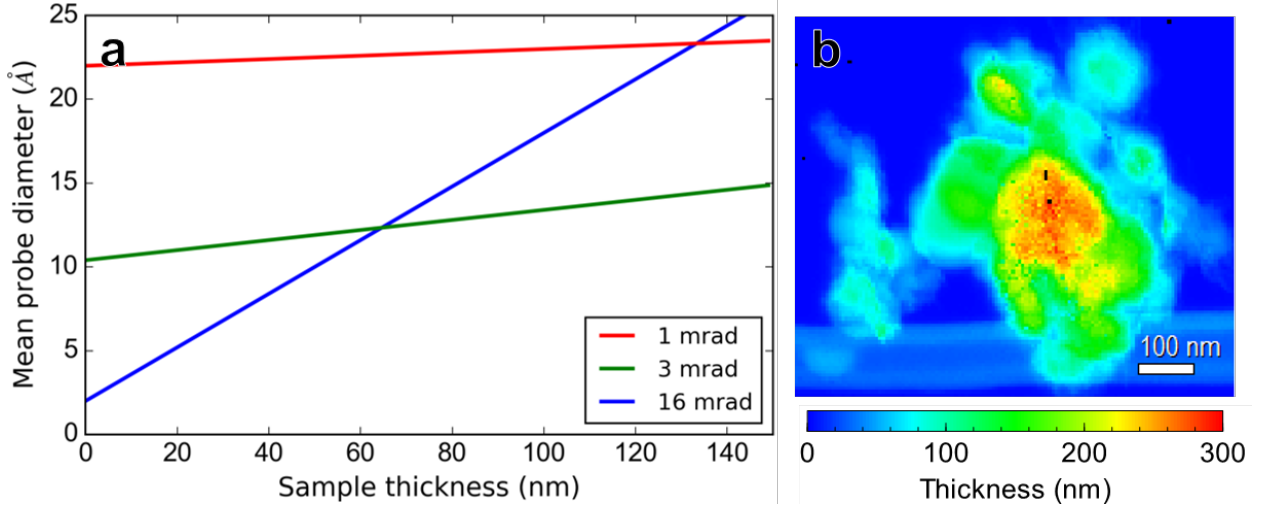 a
Mean probe diameter (Å)
25
20
15
10
5
0
0 20 40 60 80 100 120 140
Sample thickness (nm)
1 mrad
3 mrad
16 mrad
b
100 nm
0 100 200 300
Thickness (nm)